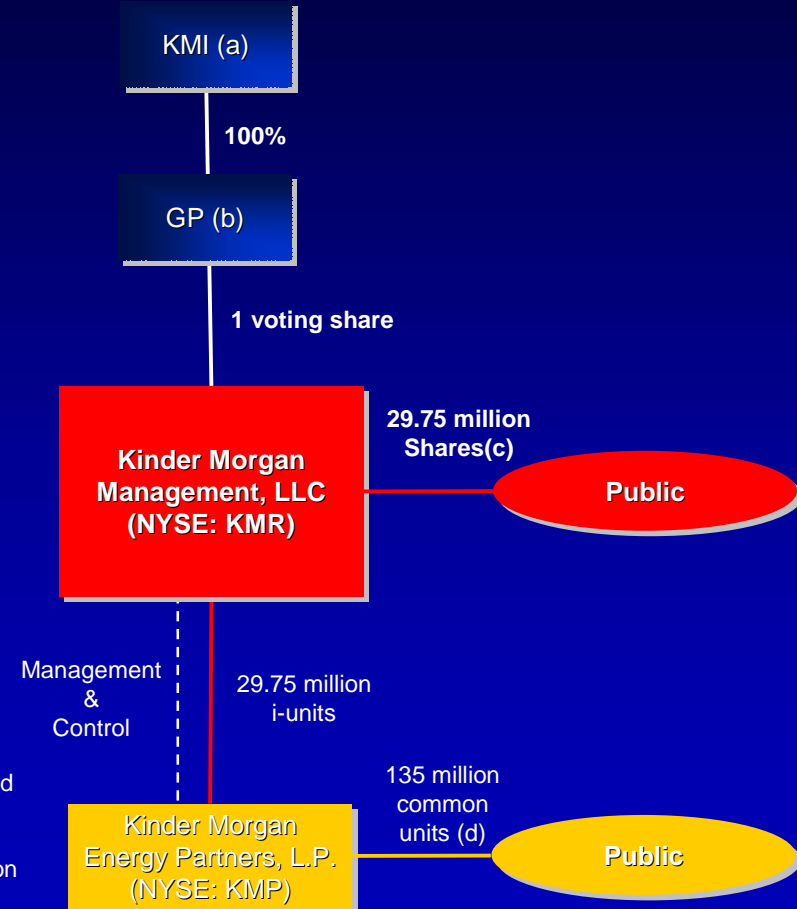 KMI (a)
100%
GP (b)
1 voting share
29.75 million
Shares(c)
Kinder Morgan
Management, LLC
(NYSE: KMR)
Public
Management
&
Control
29.75 million
i-units
135 million
common
units (d)
Kinder Morgan
Energy Partners, L.P.
(NYSE: KMP)
Public